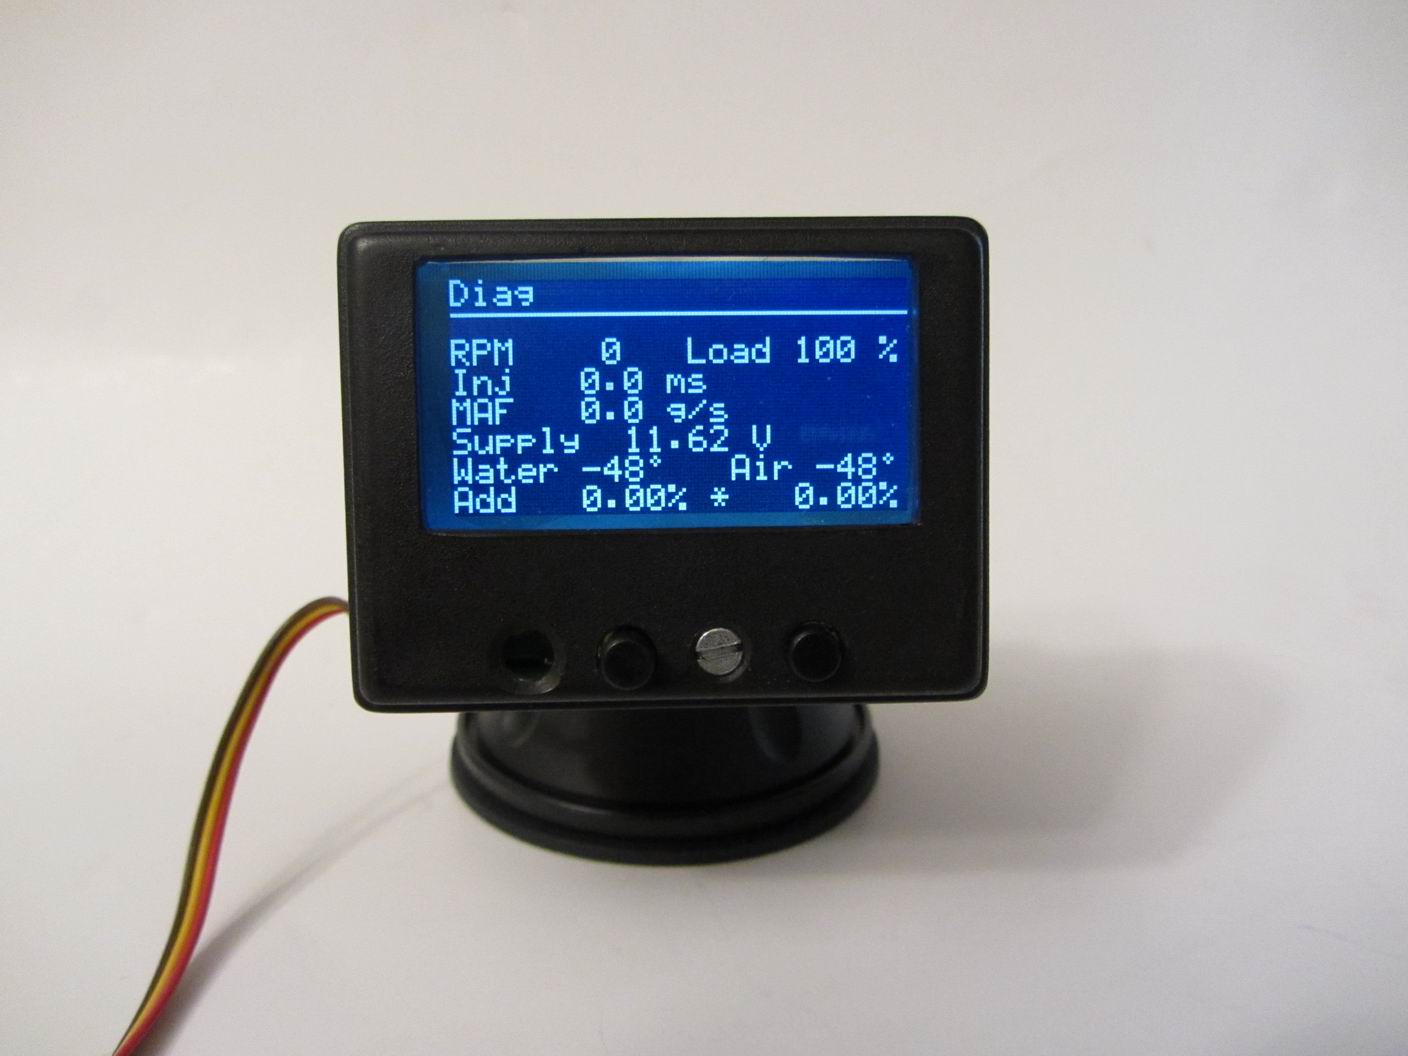 Diag
RPM 0 Load 100 %
Inj 0.0 ms
MAF 0.0 g/s
Supply 11.62 V
Water -48° Air -48°
Add 0.00% * 0.00%